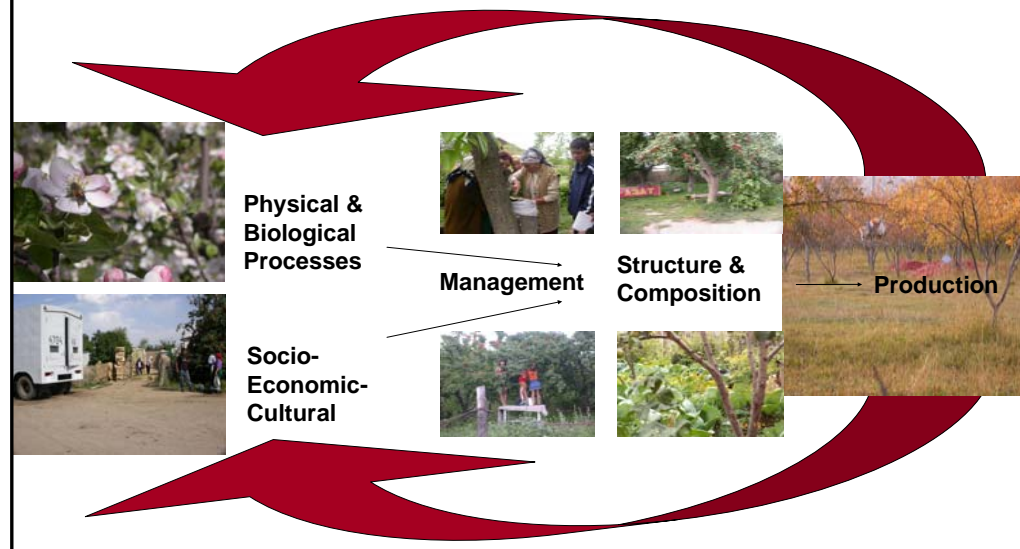 Physical &
Biological
Processes
Management
Structure &
Composition
Production
Socio-
Economic-
Cultural